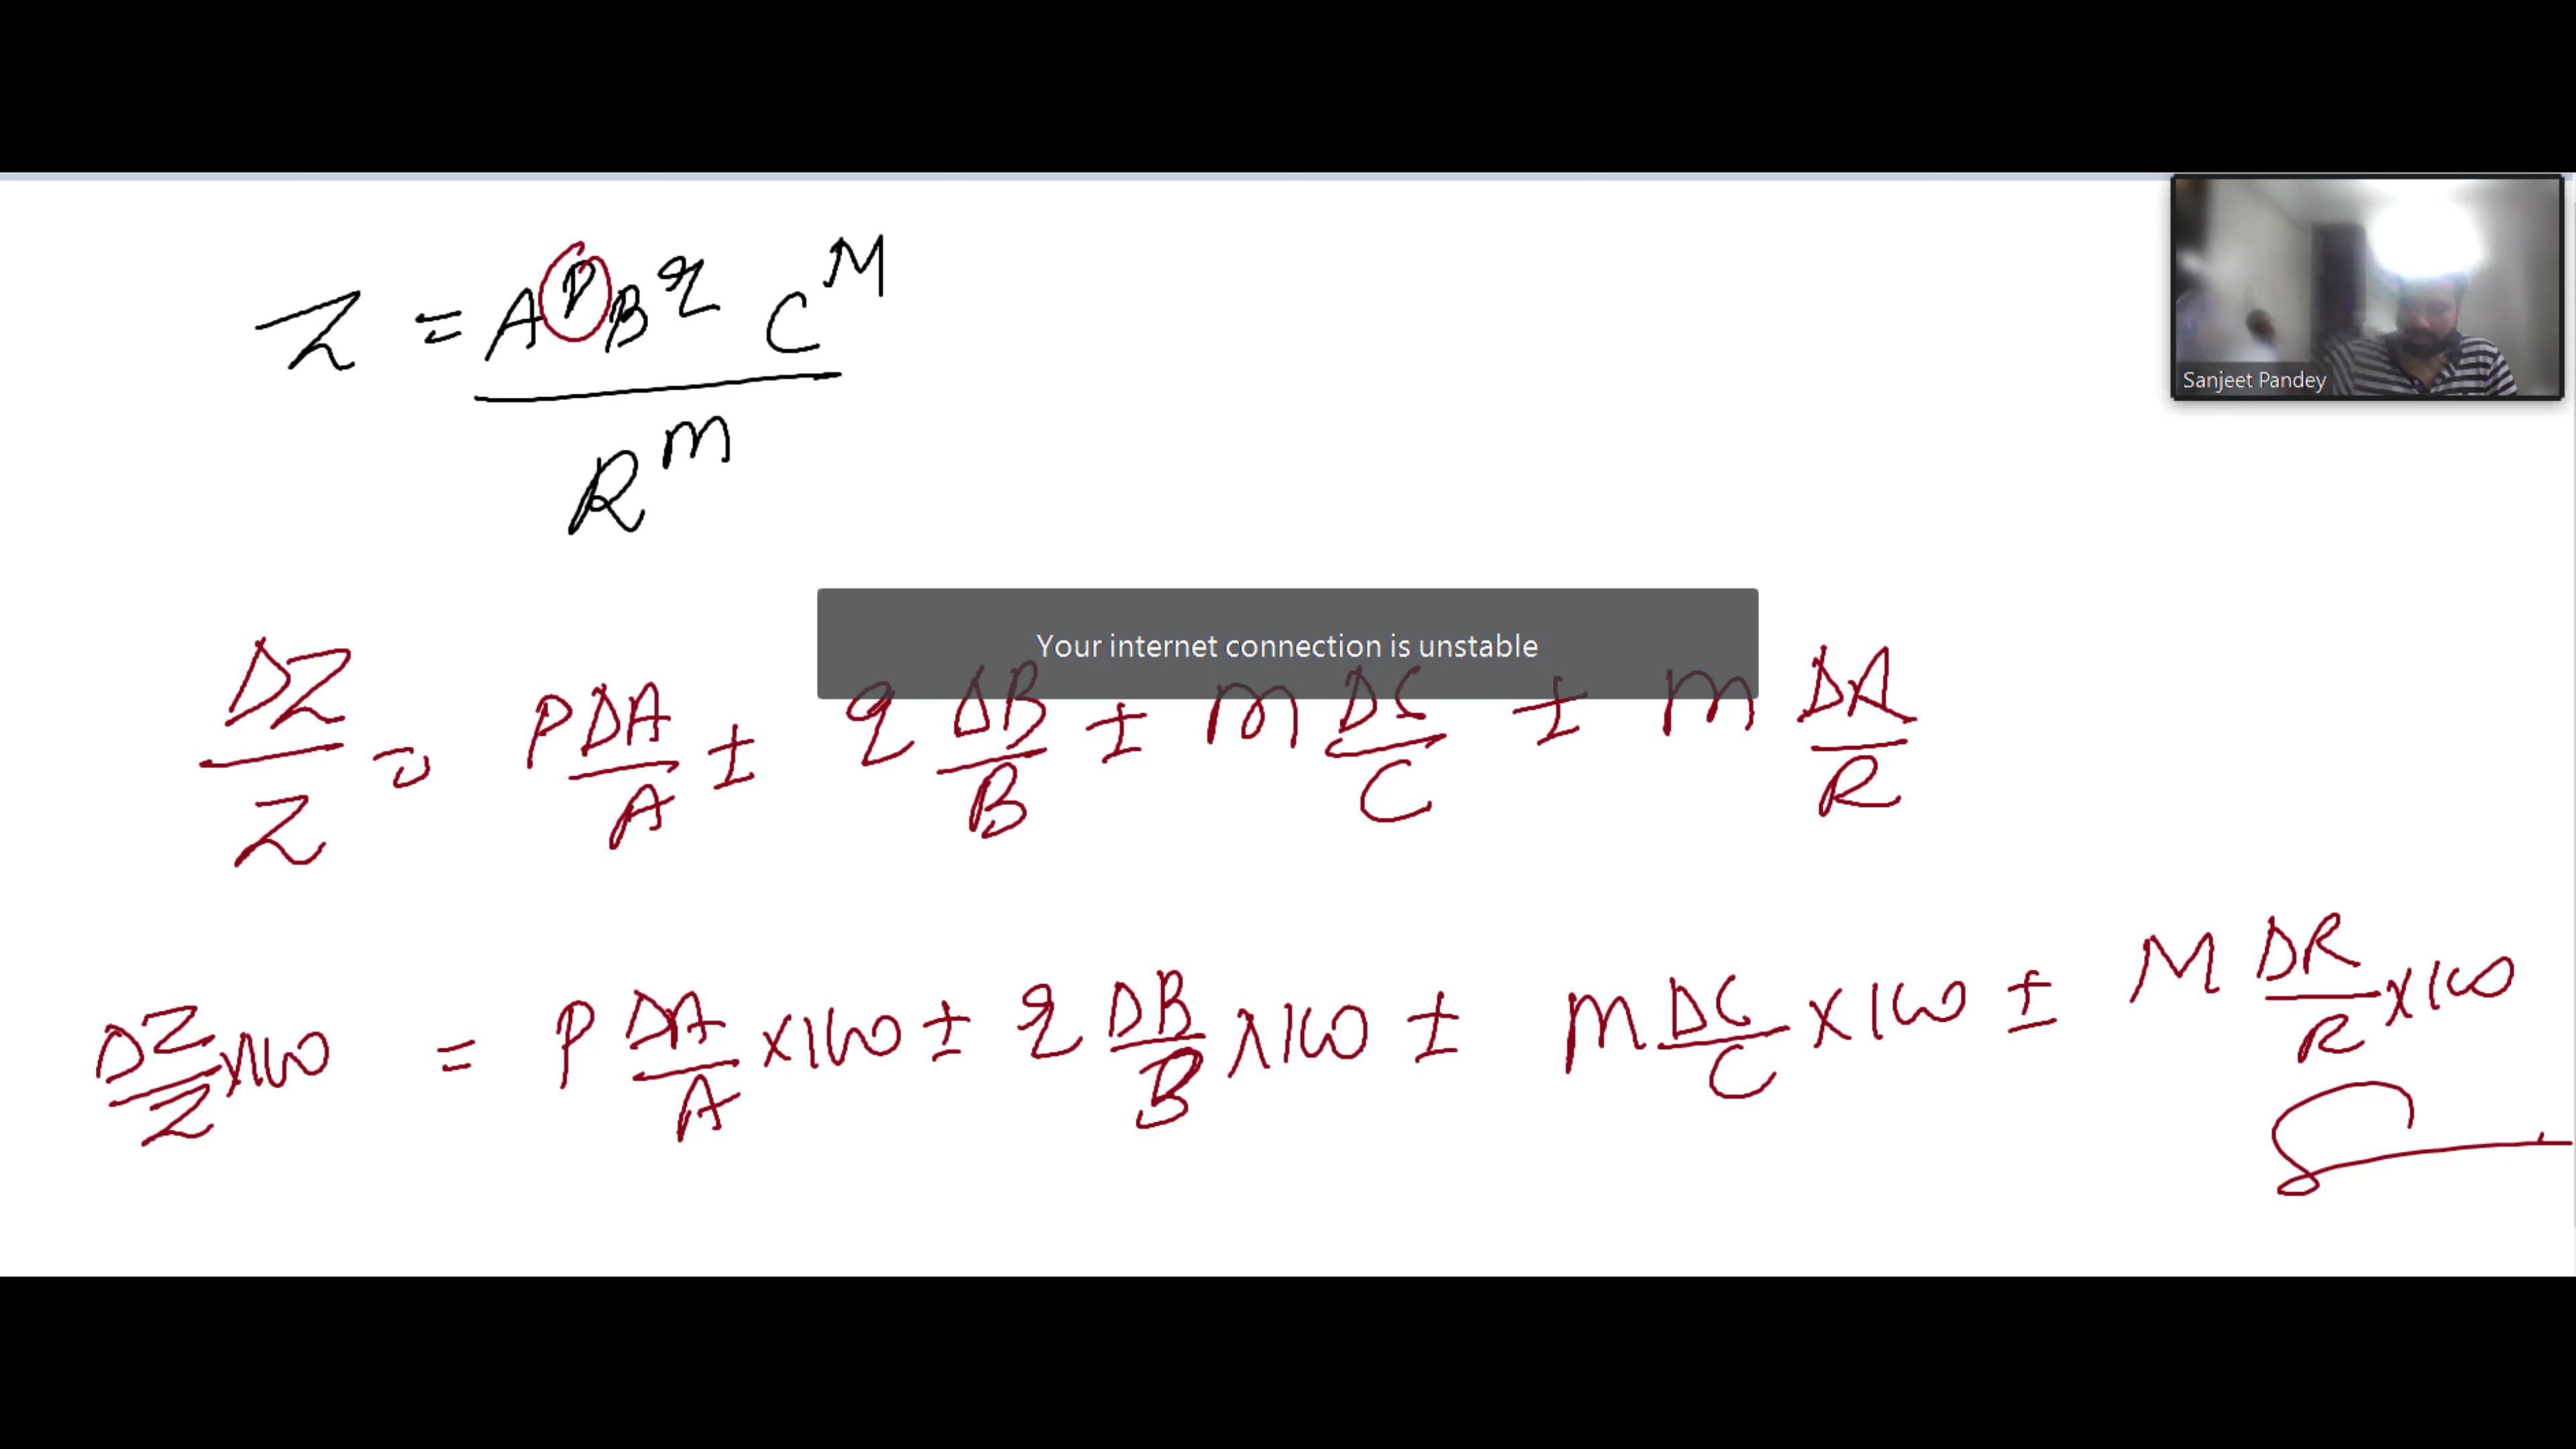 Z = A^P B^q C^M / R^m
Sanjeet Pandey
Your internet connection is unstable
ΔZ/Z = P ΔA/A ± q ΔB/B ± m ΔC/C ± m ΔA/R
ΔZ/Z ×100 = P ΔA/A ×100 ± q ΔB/B ×100 ± m ΔC/C ×100 ± M ΔR/R ×100